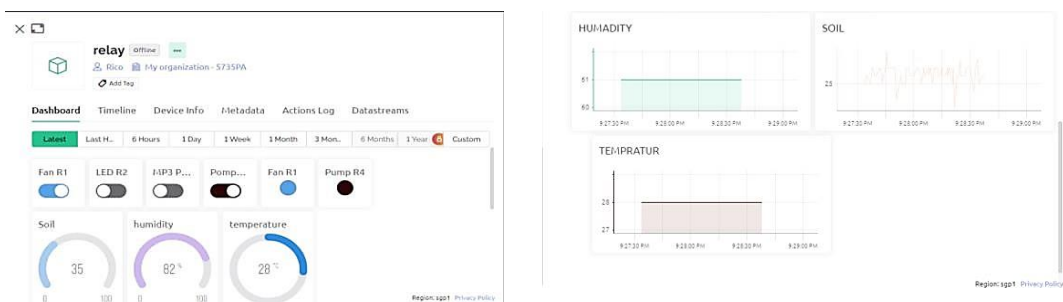 relay Offline ...
Rico My organization - 5735PA
Add Tag
Dashboard Timeline Device Info Metadata Actions Log Datastreams
Latest Last H... 6 Hours 1 Day 1 Week 1 Month 3 Mon... 6 Months 1 Year Custom
Fan R1 LED R2 MP3 P... Pomp... Fan R1 Pump R4
Soil humidity temperature
35 82 % 28 °C
0 100 0 100
Region: sgp1 Privacy Policy
HUMADITY
61
60
9:27:30 PM 9:28:00 PM 9:28:30 PM 9:29:00 PM
SOIL
25
9:27:30 PM 9:28:00 PM 9:28:30 PM 9:29:00 PM
TEMPRATUR
28
27
9:27:30 PM 9:28:00 PM 9:28:30 PM 9:29:00 PM
Region: sgp1 Privacy Policy